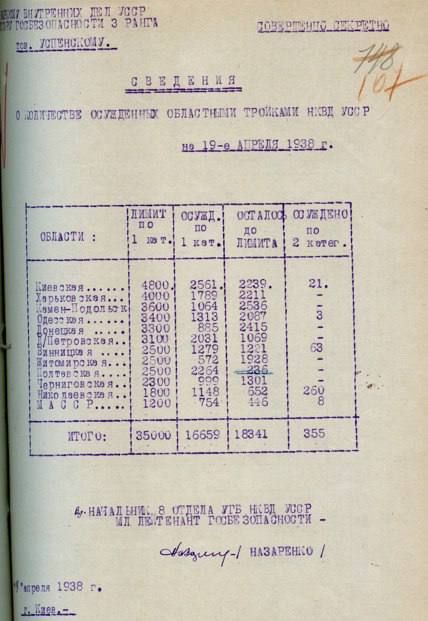 ВНУТРЕННИХ ДЕЛ УССР
ГОСБЕЗОПАСНОСТИ 3 РАНГА
тов. УСПЕНСКОМУ.
СОВЕРШЕНО СЕКРЕТНО
748
107
СВЕДЕНИЯ
О КОЛИЧЕСТВЕ ОСУЖДЕННЫХ ОБЛАСТНЫМИ ТРОЙКАМИ НКВД УССР
на 19-е АПРЕЛЯ 1938 г.
ОБЛАСТИ : ЛИМИТ по 1 кат. ОСУЖД. по 1 кат. ОСТАЛОСЬ до ЛИМИТА ОСУЖДЕНО по 2 катег.
Киевская...... 4800. 2561. 2239. 21.
Харьковская... 4000 1789 2211 -
Камен-Подольск 3600 1064 2536 -
Одесская...... 3400 1313 2087 3
Донецкая ..... 3300 885 2415 -
Д/Петровская.. 3100 2031 1069 -
Винницкая .... 2500 1279 1221 63
Житомирская... 2500 572 1928 -
Полтавская.... 2500 2264 236 -
Черниговская.. 2300 999 1301 -
Николаевская.. 1800 1148 652 260
М А С С Р..... 1200 754 446 8
ИТОГО: 35000 16659 18341 355
НАЧАЛЬНИК 8 ОТДЕЛА УГБ НКВД УССР
МЛ ЛЕЙТЕНАНТ ГОСБЕЗОПАСНОСТИ -
/ НАЗАРЕНКО /
апреля 1938 г.
г. Киев.-